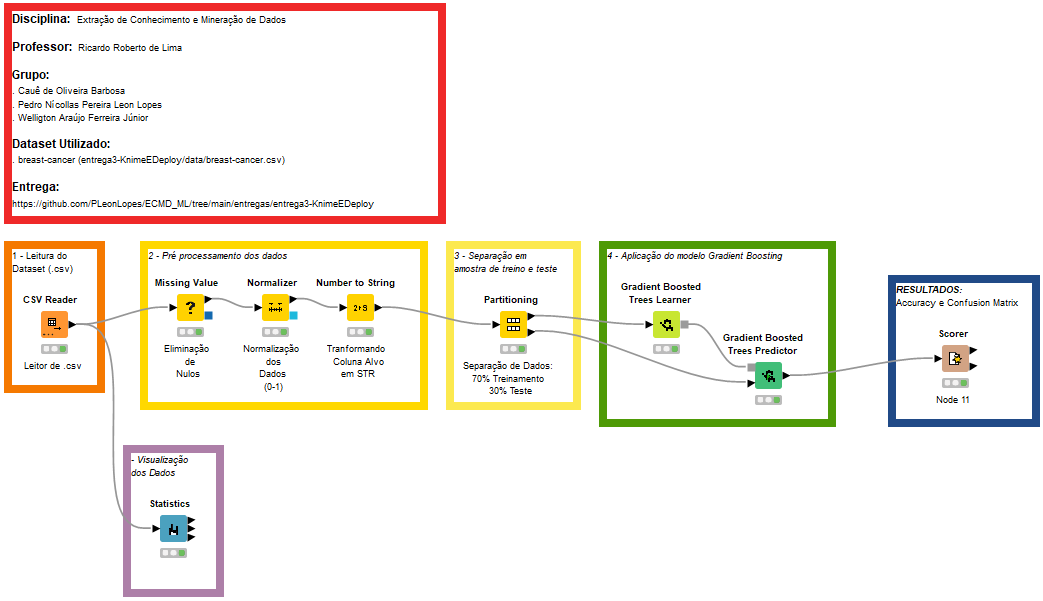 Disciplina: Extração de Conhecimento e Mineração de Dados
Professor: Ricardo Roberto de Lima
Grupo:
. Cauê de Oliveira Barbosa
. Pedro Nícollas Pereira Leon Lopes
. Welligton Araújo Ferreira Júnior
Dataset Utilizado:
. breast-cancer (entrega3-KnimeEDeploy/data/breast-cancer.csv)
Entrega:
https://github.com/PLeonLopes/ECMD_ML/tree/main/entregas/entrega3-KnimeEDeploy
1 - Leitura do
Dataset (.csv)
CSV Reader
Leitor de .csv
2 - Pré processamento dos dados
Missing Value
Eliminação
de
Nulos
Normalizer
Normalização
dos
Dados
(0-1)
Number to String
Tranformando
Coluna Alvo
em STR
3 - Separação em
amostra de treino e teste
Partitioning
Separação de Dados:
70% Treinamento
30% Teste
4 - Aplicação do modelo Gradient Boosting
Gradient Boosted
Trees Learner
Gradient Boosted
Trees Predictor
RESULTADOS:
Accuracy e Confusion Matrix
Scorer
Node 11
- Visualização
dos Dados
Statistics